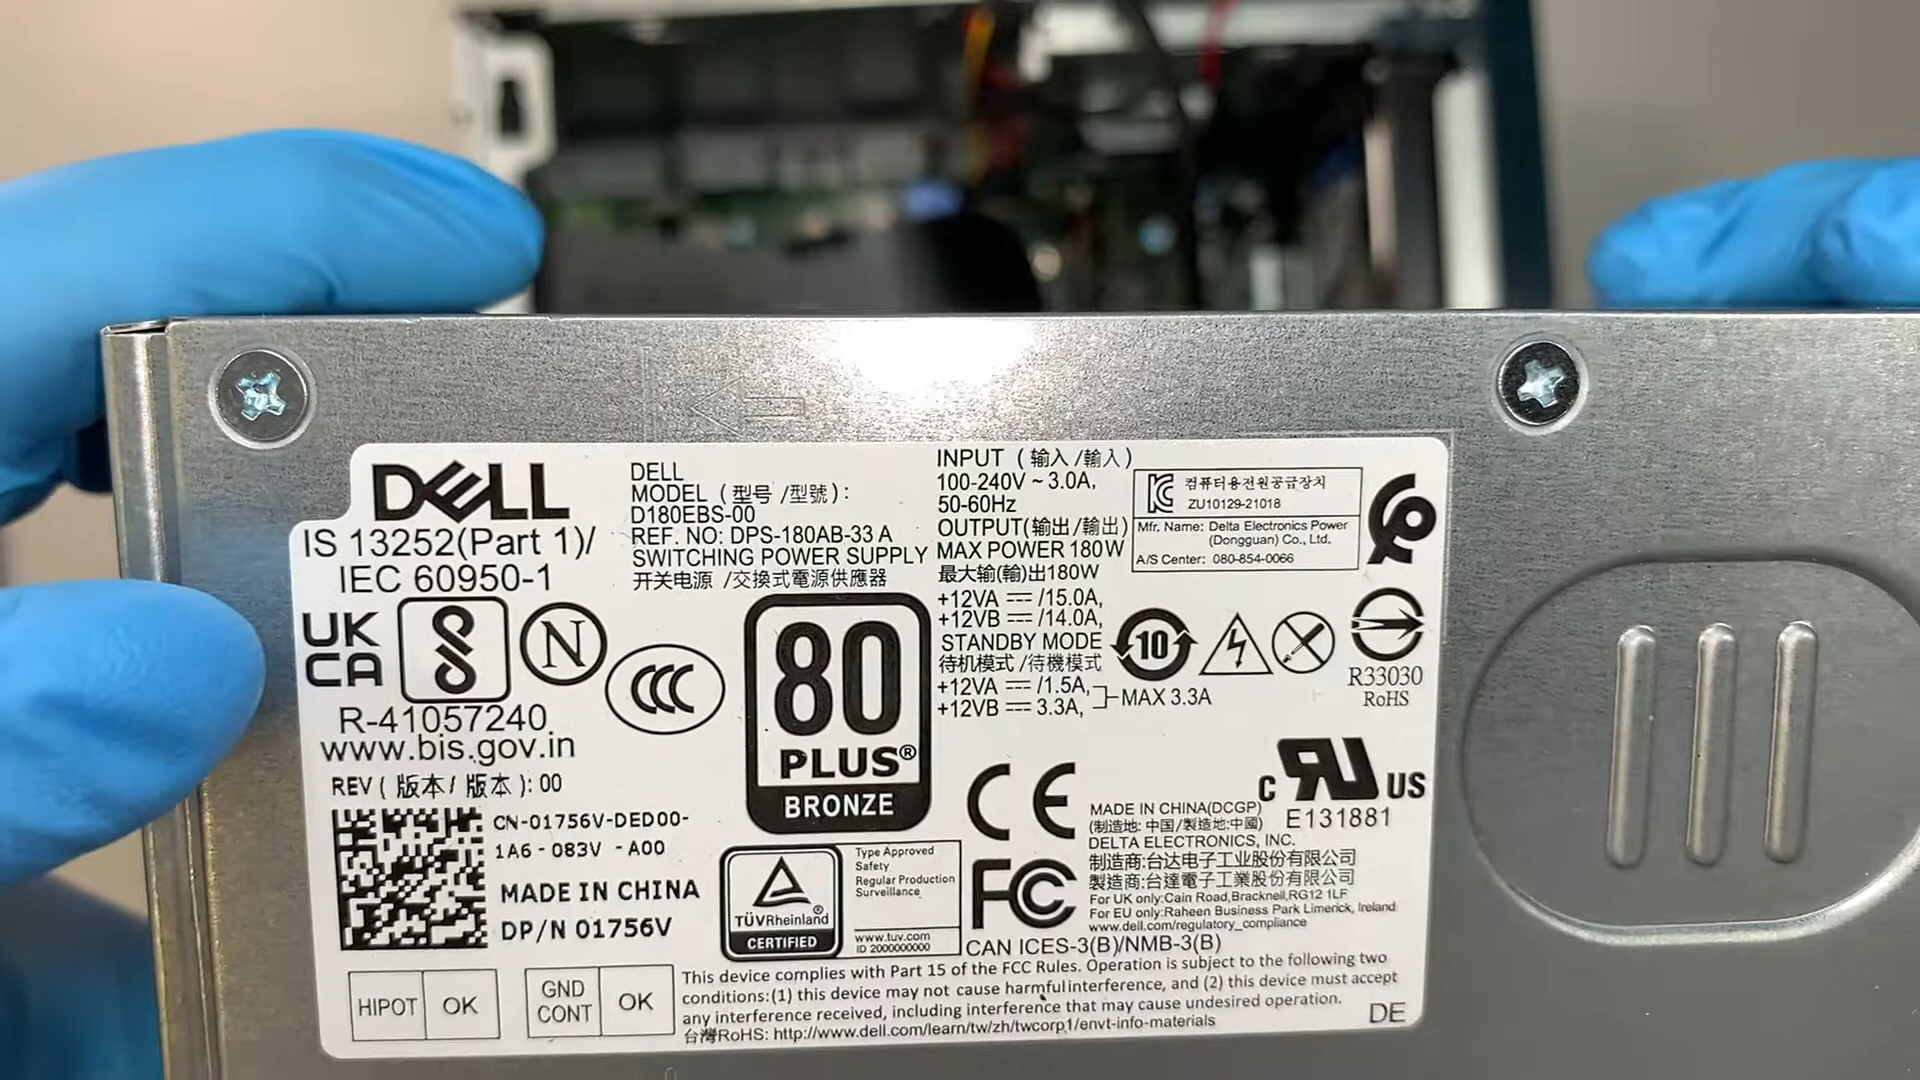 DELL
IS 13252(Part 1)/
IEC 60950-1
UK
CA
N
CCC
R-41057240
www.bis.gov.in
REV ( 版本 / 版本 ): 00
CN-01756V-DED00-
1A6 - 083V - A00
MADE IN CHINA
DP/N 01756V
HIPOT OK
GND
CONT OK
DELL
MODEL ( 型号 / 型號 ) :
D180EBS-00
REF. NO: DPS-180AB-33 A
SWITCHING POWER SUPPLY
开关电源 /交換式電源供應器
80
PLUS®
BRONZE
TÜVRheinland®
CERTIFIED
Type Approved
Safety
Regular Production
Surveillance
www.tuv.com
ID 2000000000
INPUT ( 输入 /輸入 )
100-240V ~ 3.0A,
50-60Hz
OUTPUT(输出 /輸出)
MAX POWER 180W
最大输(輸)出180W
+12VA ⎓ /15.0A,
+12VB ⎓ /14.0A,
STANDBY MODE
待机模式 /待機模式
+12VA ⎓ /1.5A,
+12VB ⎓ 3.3A,
MAX 3.3A
컴퓨터용전원공급장치
ZU10129-21018
Mfr. Name: Delta Electronics Power
(Dongguan) Co., Ltd.
A/S Center: 080-854-0066
10
R33030
RoHS
CE
FC
c RU US
E131881
MADE IN CHINA(DCGP)
(制造地: 中国/製造地:中國)
DELTA ELECTRONICS, INC.
制造商:台达电子工业股份有限公司
製造商:台達電子工業股份有限公司
For UK only:Cain Road,Bracknell,RG12 1LF
For EU only:Raheen Business Park Limerick, Ireland
www.dell.com/regulatory_compliance
CAN ICES-3(B)/NMB-3(B)
This device complies with Part 15 of the FCC Rules. Operation is subject to the following two
conditions:(1) this device may not cause harmful interference, and (2) this device must accept
any interference received, including interference that may cause undesired operation.
台灣RoHS: http://www.dell.com/learn/tw/zh/twcorp1/envt-info-materials
DE